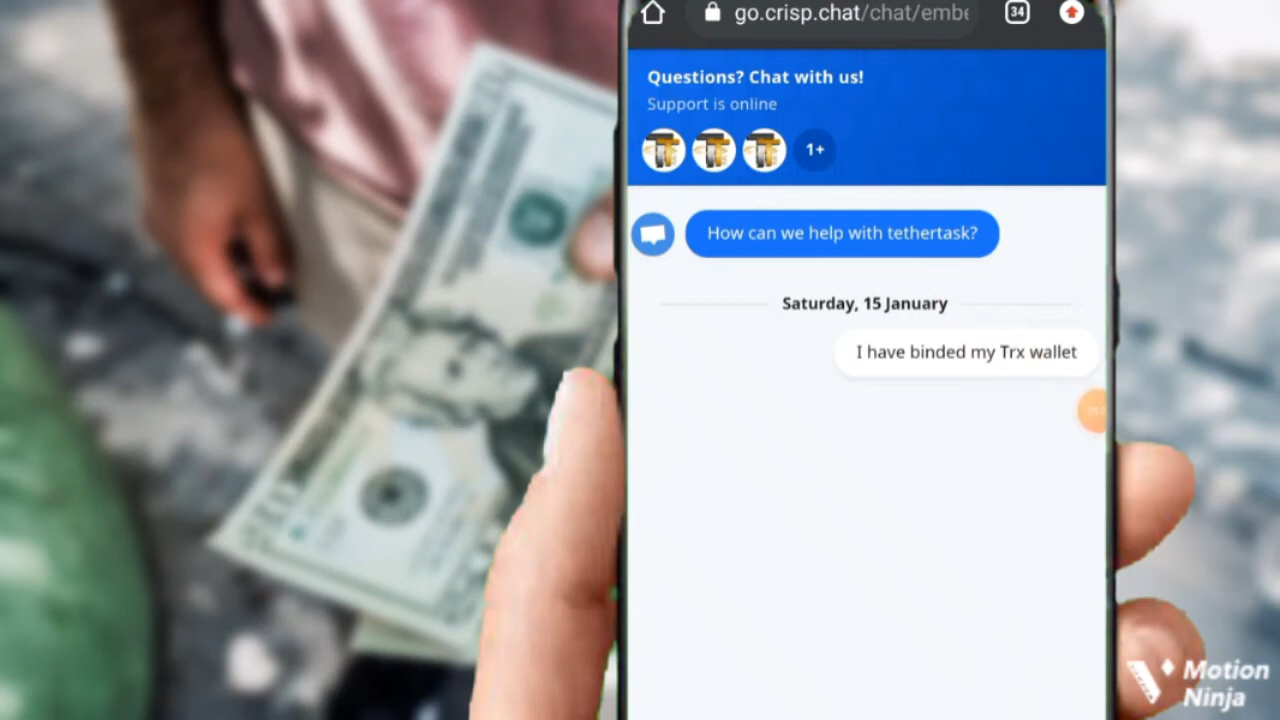 go.crisp.chat/chat/embe
34
Questions? Chat with us!
Support is online
1+
How can we help with tethertask?
Saturday, 15 January
I have binded my Trx wallet
Motion
Ninja